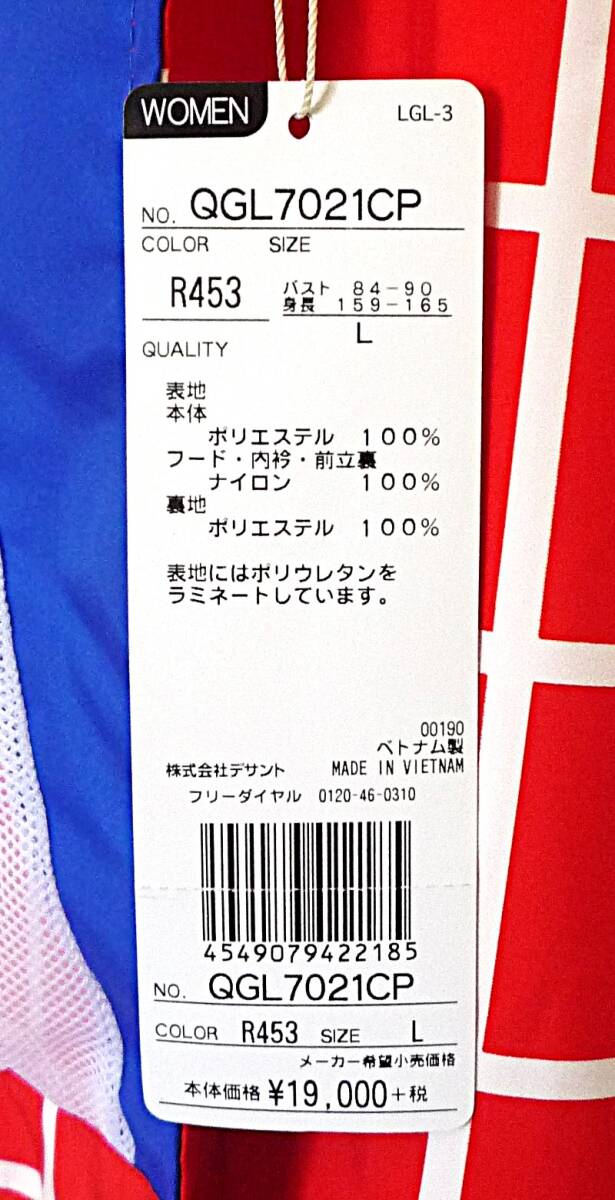 WOMEN
LGL-3
NO. QGL7021CP
COLOR SIZE
R453 バスト 84-90
身長 159-165
L
QUALITY
表地
本体
ポリエステル 100%
フード・内衿・前立裏
ナイロン 100%
裏地
ポリエステル 100%
表地にはポリウレタンを
ラミネートしています。
00190
ベトナム製
株式会社デサント MADE IN VIETNAM
フリーダイヤル 0120-46-0310
4549079422185
NO. QGL7021CP
COLOR R453 SIZE L
メーカー希望小売価格
本体価格 ¥19,000+税